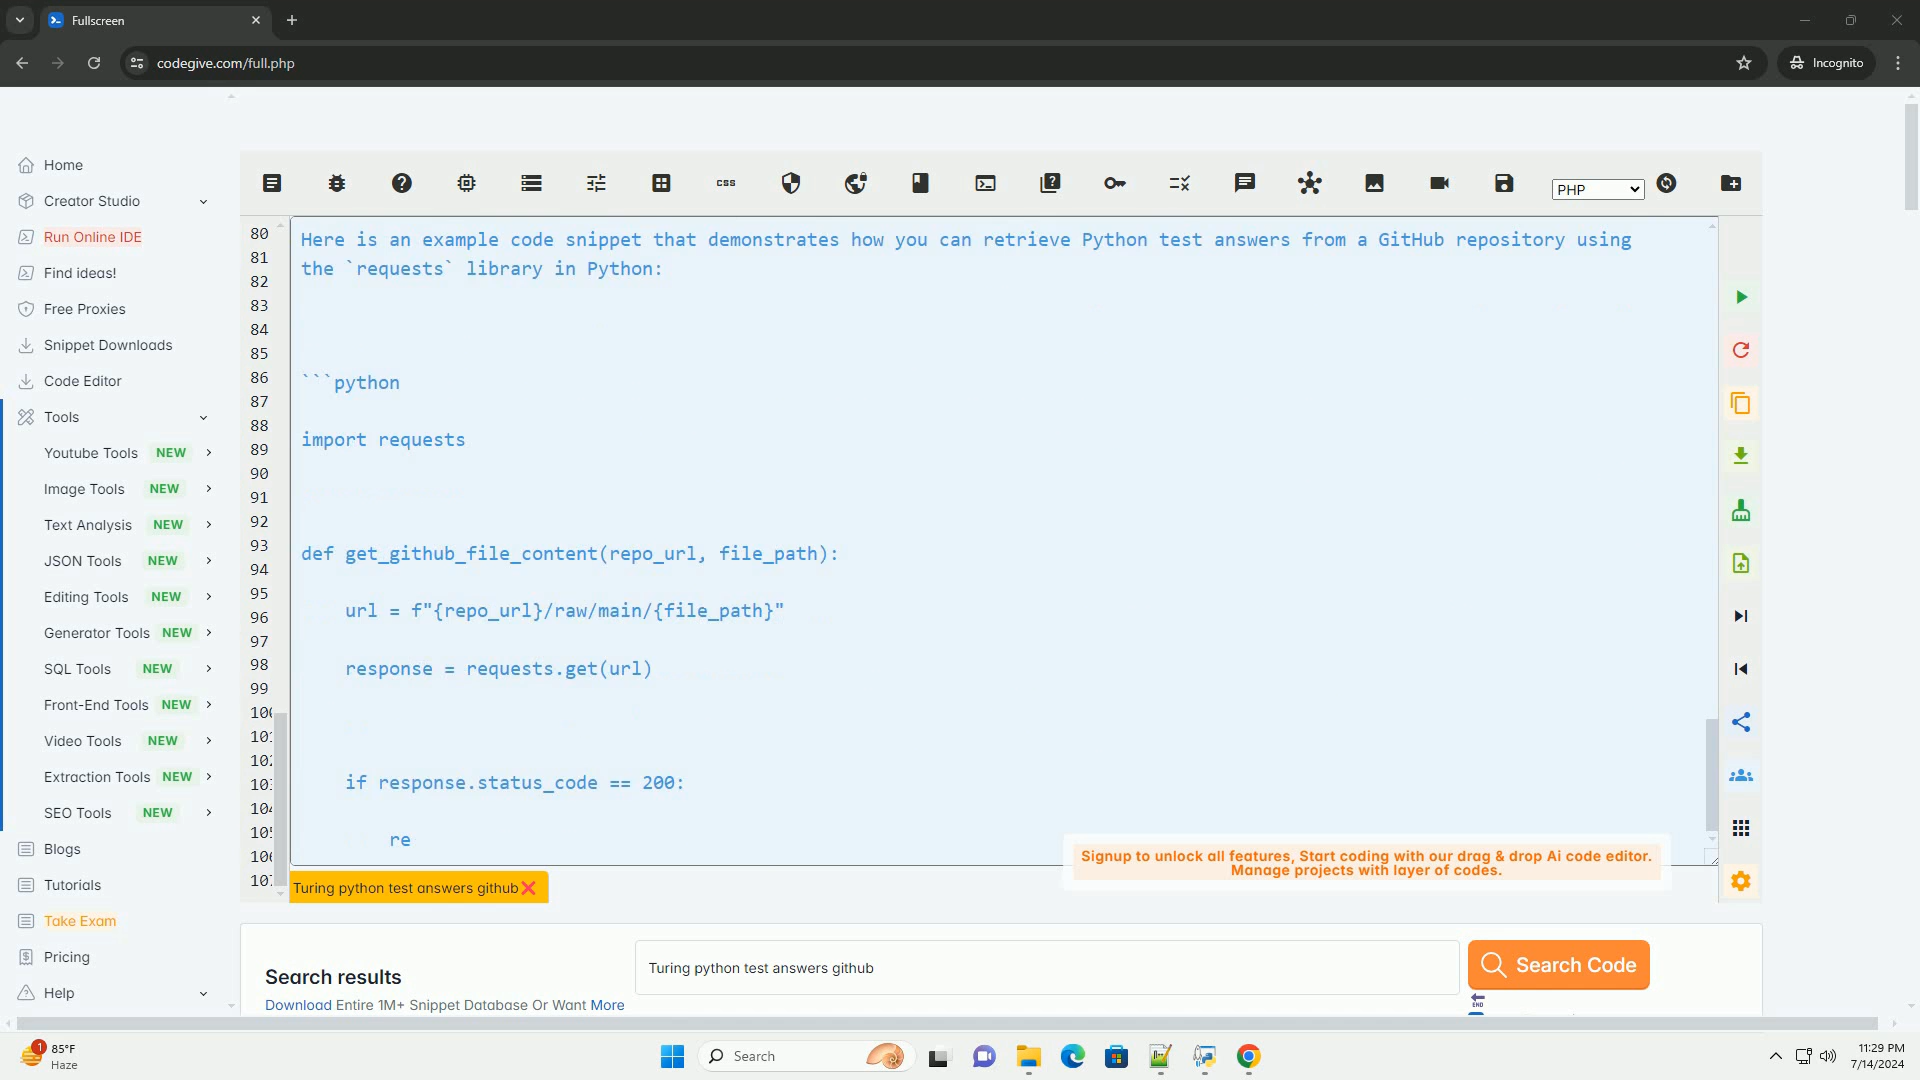 Fullscreen
codegive.com/full.php
Incognito
Home
Creator Studio
Run Online IDE
Find ideas!
Free Proxies
Snippet Downloads
Code Editor
Tools
Youtube Tools NEW
Image Tools NEW
Text Analysis NEW
JSON Tools NEW
Editing Tools NEW
Generator Tools NEW
SQL Tools NEW
Front-End Tools NEW
Video Tools NEW
Extraction Tools NEW
SEO Tools NEW
Blogs
Tutorials
Take Exam
Pricing
Help
css
PHP
80
81
82
83
84
85
86
87
88
89
90
91
92
93
94
95
96
97
98
99
Here is an example code snippet that demonstrates how you can retrieve Python test answers from a GitHub repository using
the `requests` library in Python:
```python
import requests
def get_github_file_content(repo_url, file_path):
url = f"{repo_url}/raw/main/{file_path}"
response = requests.get(url)
if response.status_code == 200:
re
Signup to unlock all features, Start coding with our drag & drop Ai code editor.
Manage projects with layer of codes.
Turing python test answers github
Search results
Download Entire 1M+ Snippet Database Or Want More
Turing python test answers github
Search Code
END
1
85°F
Haze
Search
11:29 PM
7/14/2024